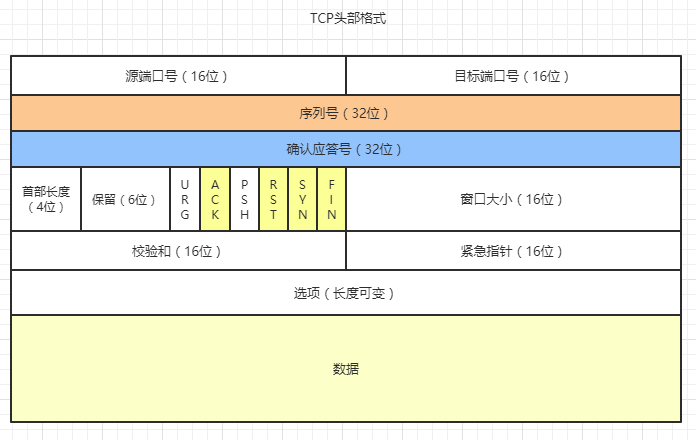 TCP头部格式
源端口号（16位）
目标端口号（16位）
序列号（32位）
确认应答号（32位）
首部长度
（4位）
保留（6位）
URG
ACK
PSH
RST
SYN
FIN
窗口大小（16位）
校验和（16位）
紧急指针（16位）
选项（长度可变）
数据